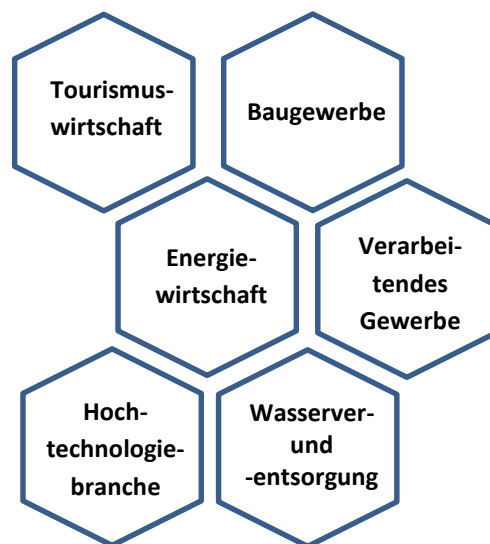 Tourismus-
wirtschaft
Baugewerbe
Energie-
wirtschaft
Verarbei-
tendes
Gewerbe
Hoch-
technologie-
branche
Wasserver-
und
-entsorgung